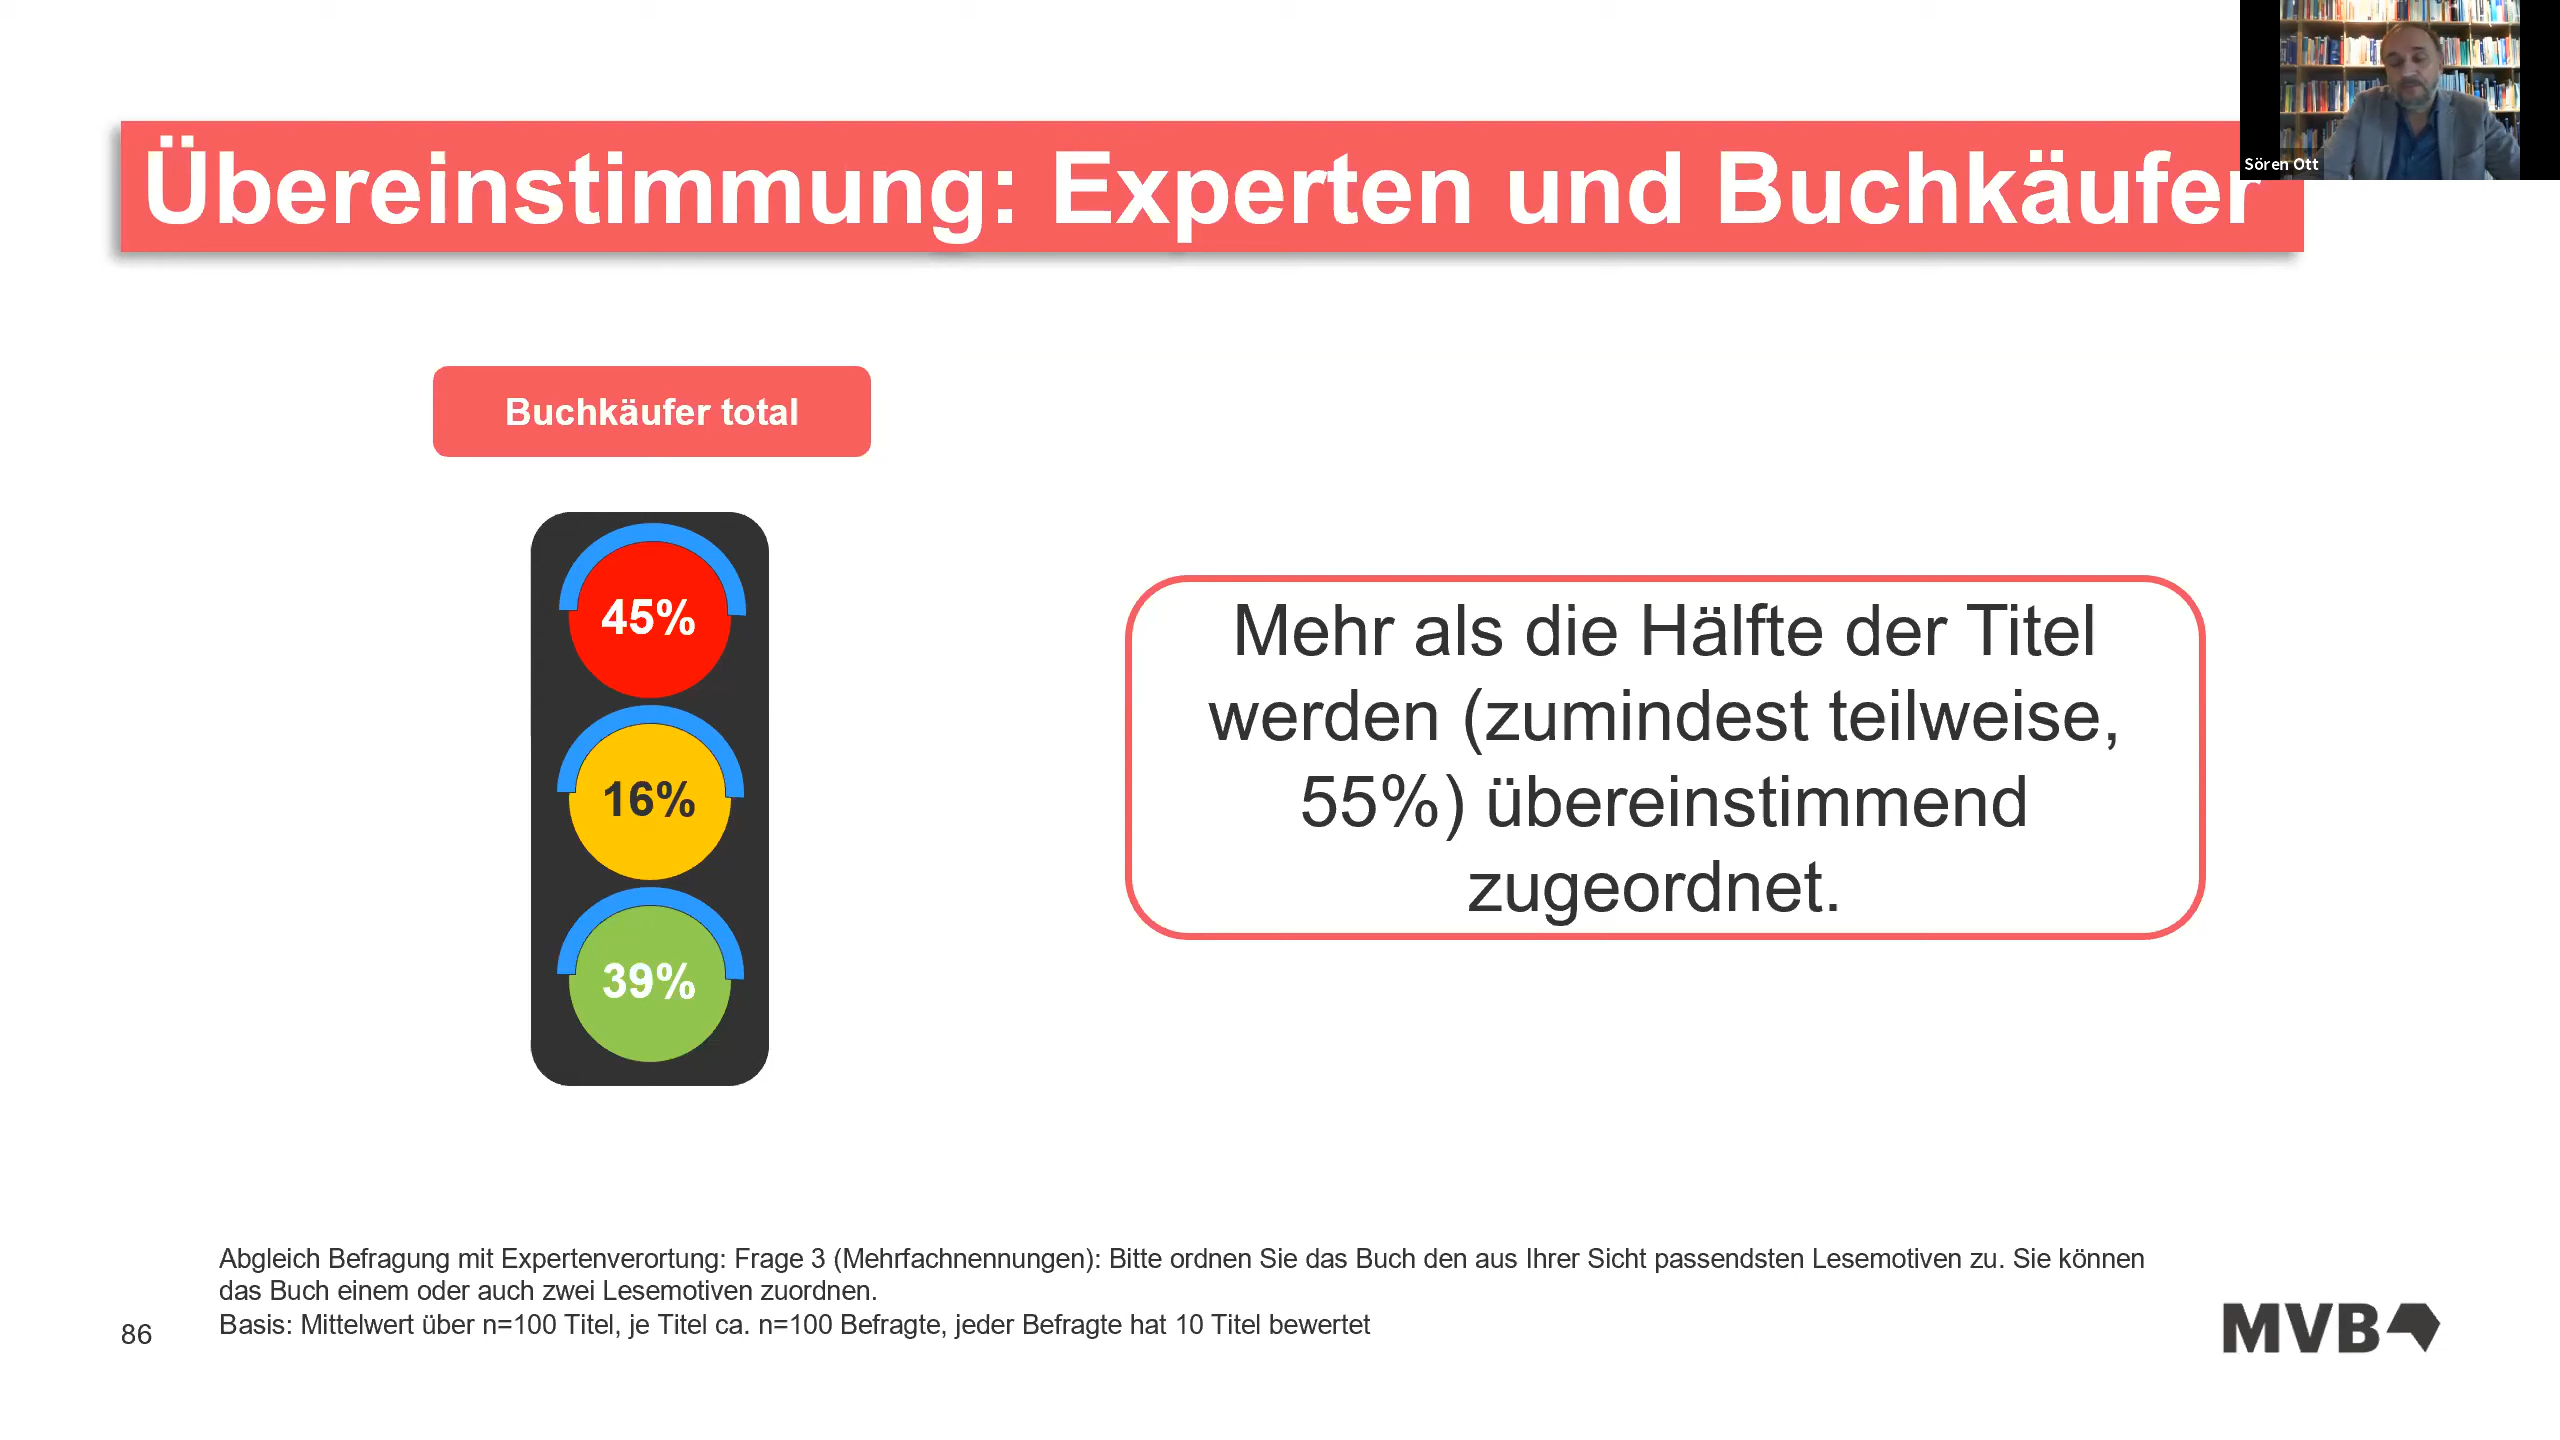 Sören Ott
Übereinstimmung: Experten und Buchkäufer
Buchkäufer total
45%
16%
39%
Mehr als die Hälfte der Titel
werden (zumindest teilweise,
55%) übereinstimmend
zugeordnet.
Abgleich Befragung mit Expertenverortung: Frage 3 (Mehrfachnennungen): Bitte ordnen Sie das Buch den aus Ihrer Sicht passendsten Lesemotiven zu. Sie können
das Buch einem oder auch zwei Lesemotiven zuordnen.
Basis: Mittelwert über n=100 Titel, je Titel ca. n=100 Befragte, jeder Befragte hat 10 Titel bewertet
86
MVB